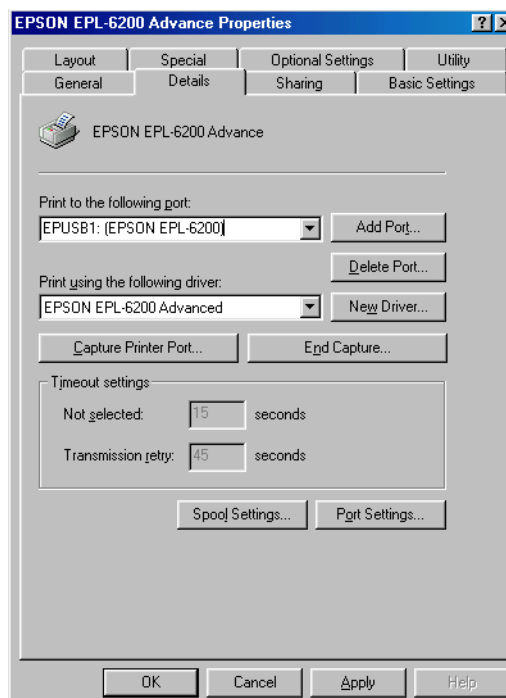 EPSON EPL-6200 Advance Properties
Layout Special Optional Settings Utility
General Details Sharing Basic Settings
EPSON EPL-6200 Advance
Print to the following port:
EPUSB1: (EPSON EPL-6200) Add Port...
Delete Port...
Print using the following driver:
EPSON EPL-6200 Advanced New Driver...
Capture Printer Port... End Capture...
Timeout settings
Not selected: 15 seconds
Transmission retry: 45 seconds
Spool Settings... Port Settings...
OK Cancel Apply Help